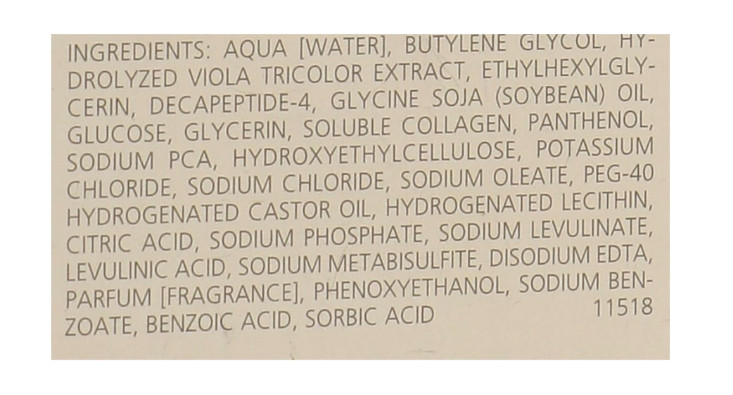 INGREDIENTS: AQUA [WATER], BUTYLENE GLYCOL, HY-
DROLYZED VIOLA TRICOLOR EXTRACT, ETHYLHEXYLGLY-
CERIN, DECAPEPTIDE-4, GLYCINE SOJA (SOYBEAN) OIL,
GLUCOSE, GLYCERIN, SOLUBLE COLLAGEN, PANTHENOL,
SODIUM PCA, HYDROXYETHYLCELLULOSE, POTASSIUM
CHLORIDE, SODIUM CHLORIDE, SODIUM OLEATE, PEG-40
HYDROGENATED CASTOR OIL, HYDROGENATED LECITHIN,
CITRIC ACID, SODIUM PHOSPHATE, SODIUM LEVULINATE,
LEVULINIC ACID, SODIUM METABISULFITE, DISODIUM EDTA,
PARFUM [FRAGRANCE], PHENOXYETHANOL, SODIUM BEN-
ZOATE, BENZOIC ACID, SORBIC ACID 11518